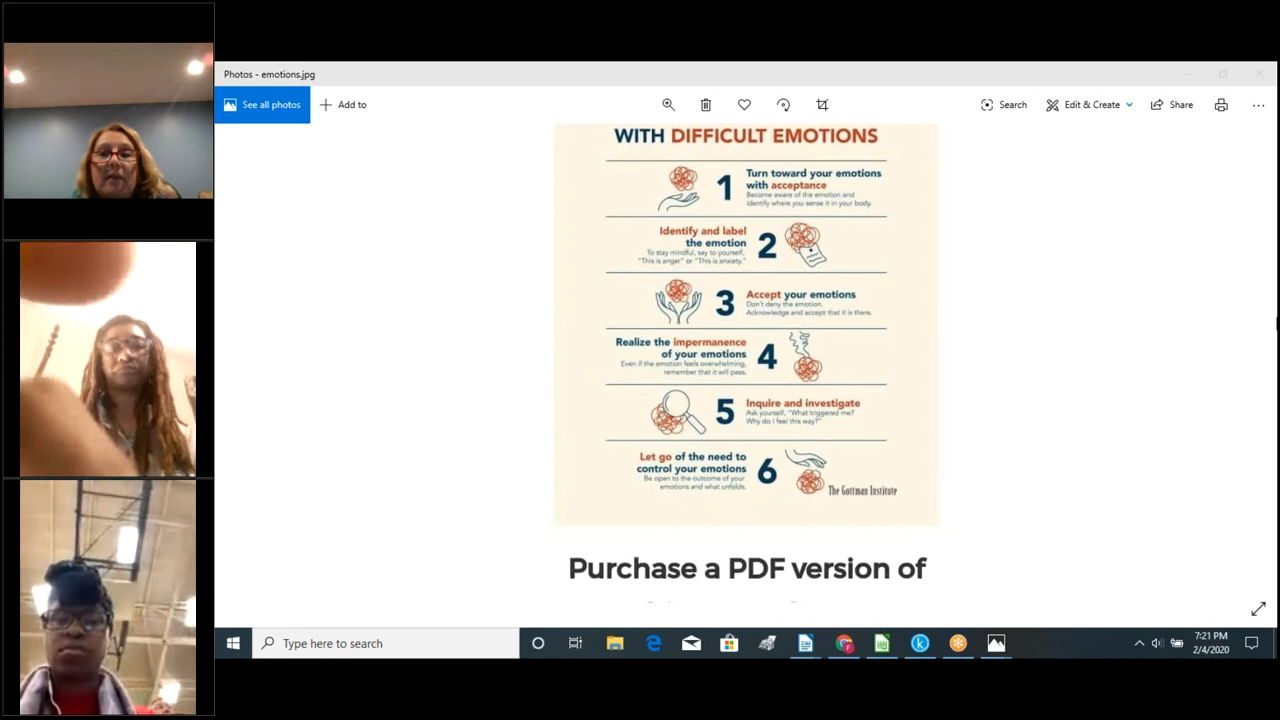 Photos - emotions.jpg
See all photos
Add to
Search
Edit & Create
Share
WITH DIFFICULT EMOTIONS
1
Turn toward your emotions
with acceptance
Become aware of the emotion and
identify where you sense it in your body.
Identify and label
the emotion
To stay mindful, say to yourself,
"This is anger" or "This is anxiety."
2
3
Accept your emotions
Don't deny the emotion.
Acknowledge and accept that it is there.
Realize the impermanence
of your emotions
Even if the emotion feels overwhelming,
remember that it will pass.
4
5
Inquire and investigate
Ask yourself, "What triggered me?
Why do I feel this way?"
Let go of the need to
control your emotions
Be open to the outcome of your
emotions and what unfolds.
6
The Gottman Institute
Purchase a PDF version of
Type here to search
7:21 PM
2/4/2020